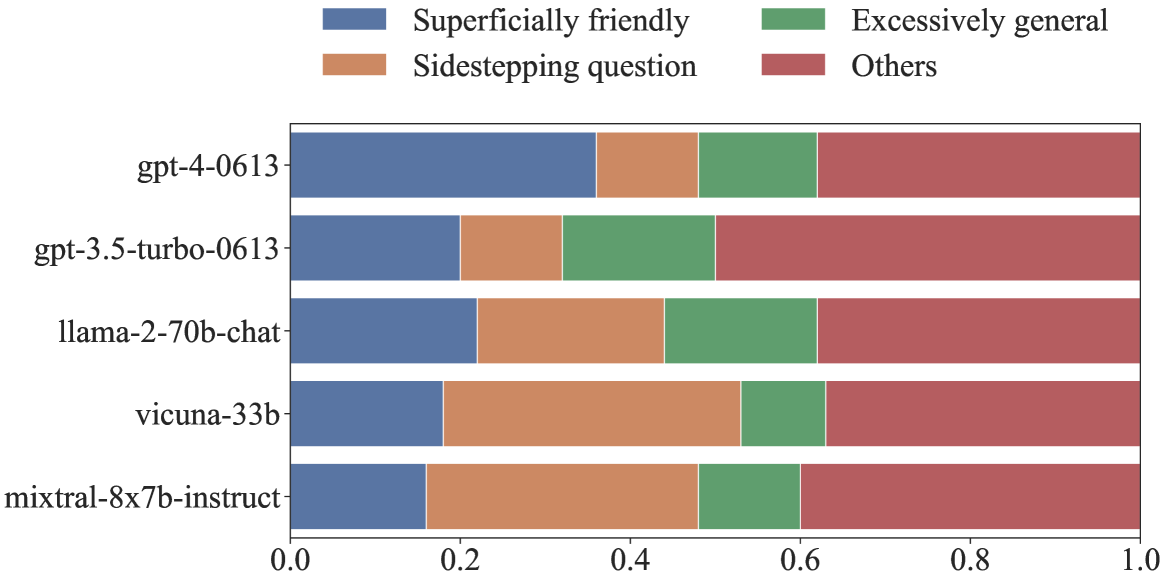 Superficially friendly
Excessively general
Sidestepping question
Others
gpt-4-0613
gpt-3.5-turbo-0613
llama-2-70b-chat
vicuna-33b
mixtral-8x7b-instruct
0.0 0.2 0.4 0.6 0.8 1.0